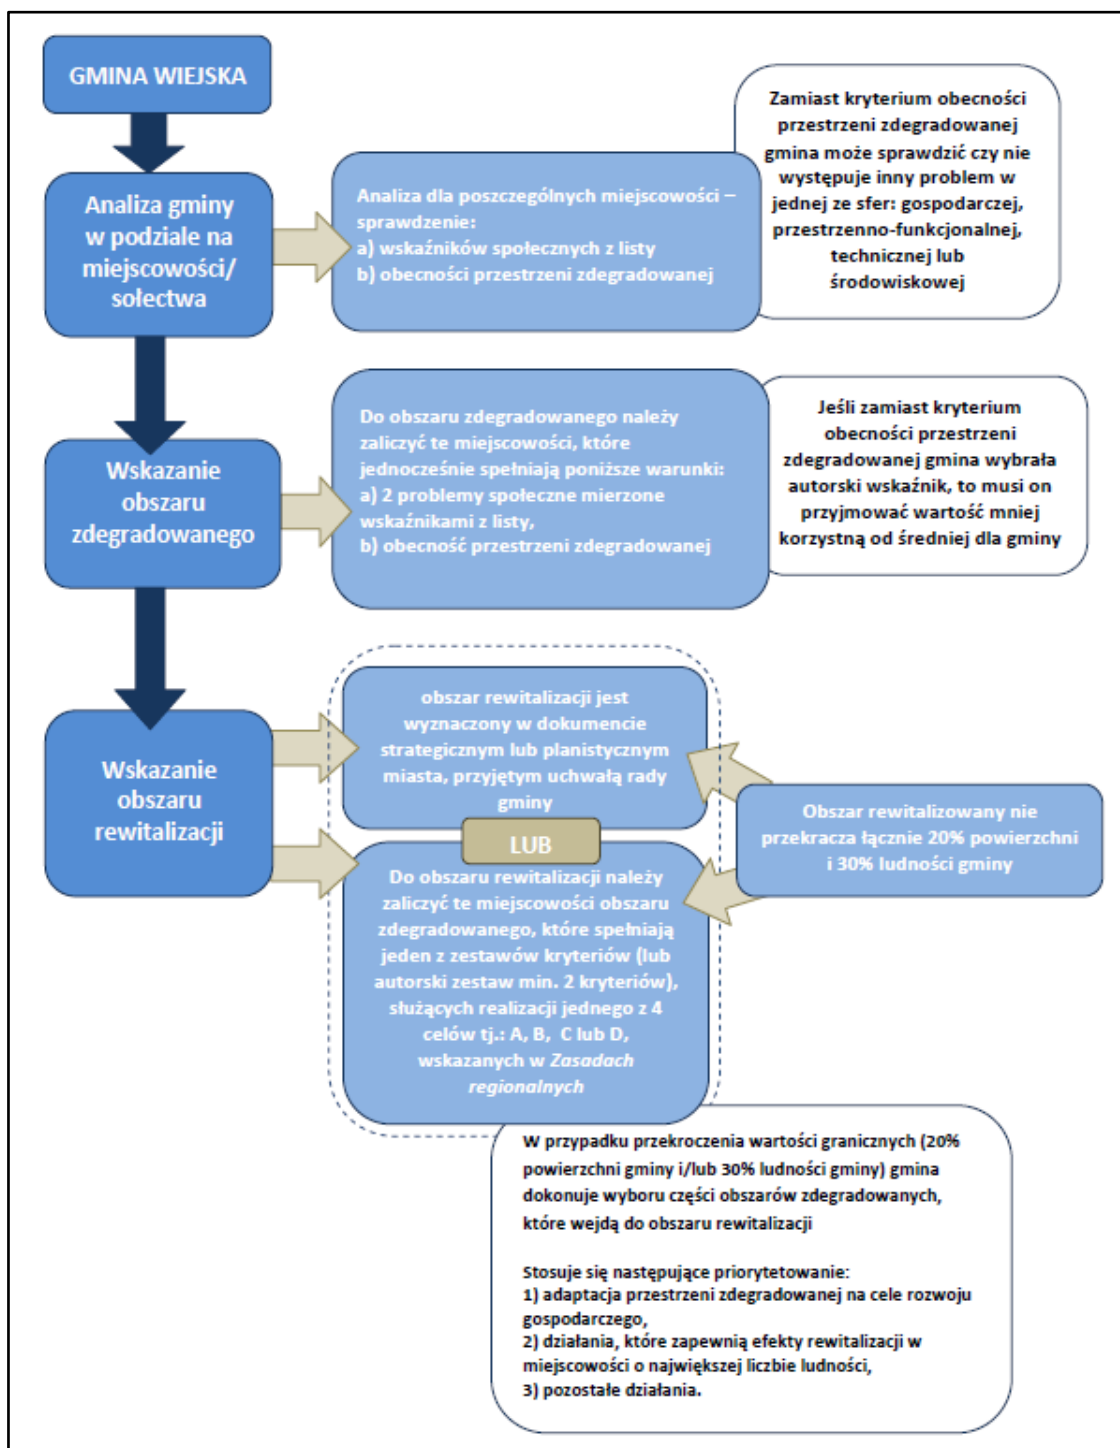 GMINA WIEJSKA
Analiza gminy
w podziale na
miejscowości/
sołectwa
Analiza dla poszczególnych miejscowości –
sprawdzenie:
a) wskaźników społecznych z listy
b) obecności przestrzeni zdegradowanej
Zamiast kryterium obecności
przestrzeni zdegradowanej
gmina może sprawdzić czy nie
występuje inny problem w
jednej ze sfer: gospodarczej,
przestrzenno-funkcjonalnej,
technicznej lub
środowiskowej
Wskazanie
obszaru
zdegradowanego
Do obszaru zdegradowanego należy
zaliczyć te miejscowości, które
jednocześnie spełniają poniższe warunki:
a) 2 problemy społeczne mierzone
wskaźnikami z listy,
b) obecność przestrzeni zdegradowanej
Jeśli zamiast kryterium
obecności przestrzeni
zdegradowanej gmina wybrała
autorski wskaźnik, to musi on
przyjmować wartość mniej
korzystną od średniej dla gminy
Wskazanie
obszaru
rewitalizacji
obszar rewitalizacji jest
wyznaczony w dokumencie
strategicznym lub planistycznym
miasta, przyjętym uchwałą rady
gminy
LUB
Do obszaru rewitalizacji należy
zaliczyć te miejscowości obszaru
zdegradowanego, które spełniają
jeden z zestawów kryteriów (lub
autorski zestaw min. 2 kryteriów),
służących realizacji jednego z 4
celów tj.: A, B, C lub D,
wskazanych w Zasadach
regionalnych
Obszar rewitalizowany nie
przekracza łącznie 20% powierzchni
i 30% ludności gminy
W przypadku przekroczenia wartości granicznych (20%
powierzchni gminy i/lub 30% ludności gminy) gmina
dokonuje wyboru części obszarów zdegradowanych,
które wejdą do obszaru rewitalizacji
Stosuje się następujące priorytetowanie:
1) adaptacja przestrzeni zdegradowanej na cele rozwoju
gospodarczego,
2) działania, które zapewnią efekty rewitalizacji w
miejscowości o największej liczbie ludności,
3) pozostałe działania.